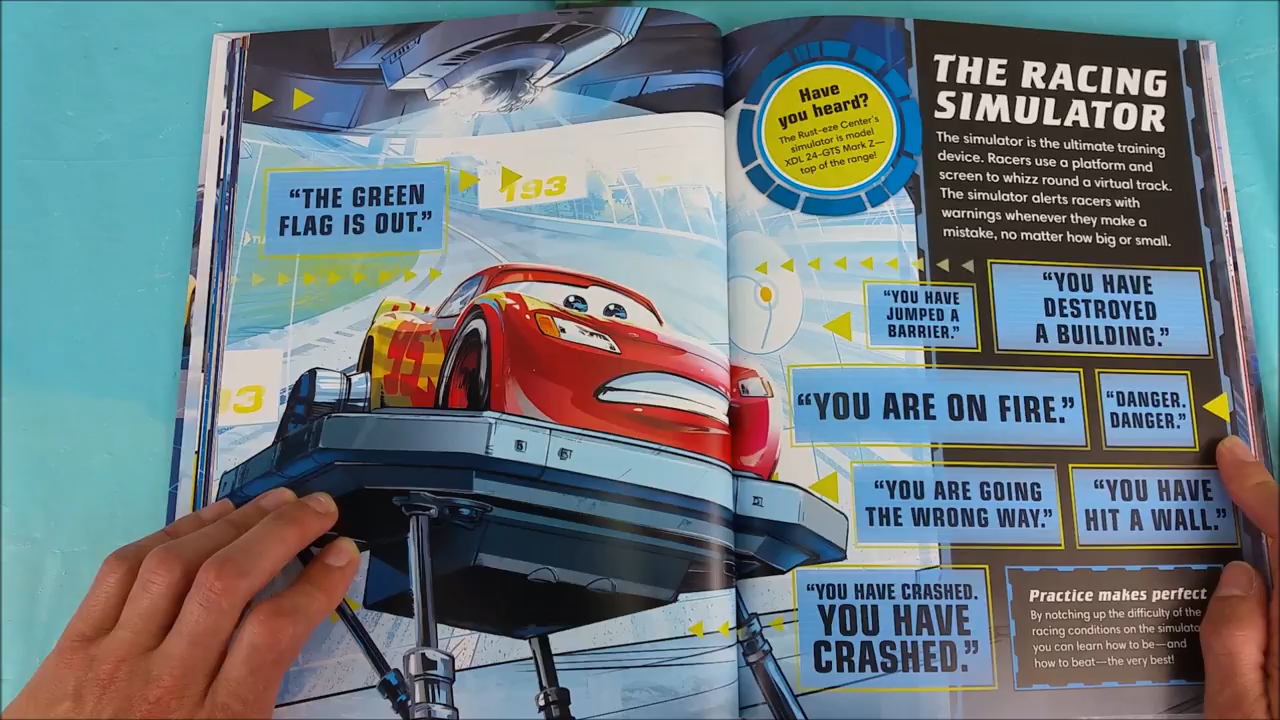 "THE GREEN
FLAG IS OUT."
193
93
95
Have
you heard?
The Rust-eze Center's
simulator is model
XDL 24-GTS Mark Z—
top of the range!
THE RACING
SIMULATOR
The simulator is the ultimate training
device. Racers use a platform and
screen to whizz round a virtual track.
The simulator alerts racers with
warnings whenever they make a
mistake, no matter how big or small.
"YOU HAVE
JUMPED A
BARRIER."
"YOU HAVE
DESTROYED
A BUILDING."
"YOU ARE ON FIRE."
"DANGER.
DANGER."
"YOU ARE GOING
THE WRONG WAY."
"YOU HAVE
HIT A WALL."
"YOU HAVE CRASHED.
YOU HAVE
CRASHED."
Practice makes perfect
By notching up the difficulty of the
racing conditions on the simulato
you can learn how to be—and
how to beat—the very best!